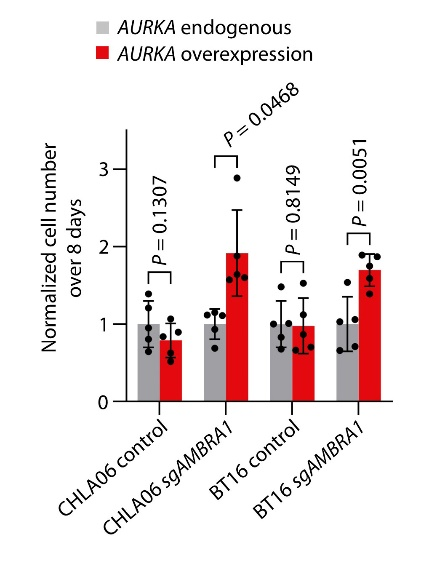 AURKA endogenous
AURKA overexpression
Normalized cell number
over 8 days
3
2
1
0
P = 0.1307
P = 0.0468
P = 0.8149
P = 0.0051
CHLA06 control
CHLA06 sgAMBRA1
BT16 control
BT16 sgAMBRA1